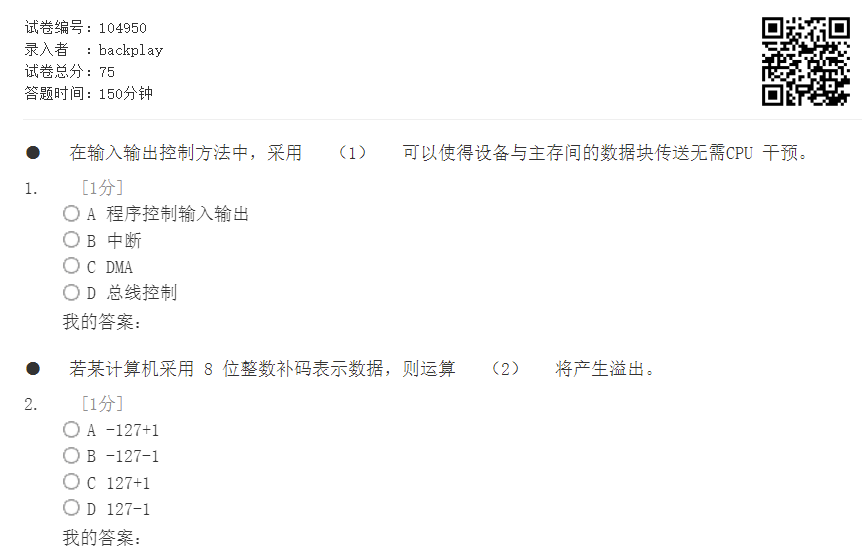 试卷编号：104950
录入者 ：backplay
试卷总分：75
答题时间：150分钟
● 在输入输出控制方法中，采用 （1） 可以使得设备与主存间的数据块传送无需CPU 干预。
1. [1分]
A 程序控制输入输出
B 中断
C DMA
D 总线控制
我的答案：
● 若某计算机采用 8 位整数补码表示数据，则运算 （2） 将产生溢出。
2. [1分]
A -127+1
B -127-1
C 127+1
D 127-1
我的答案：